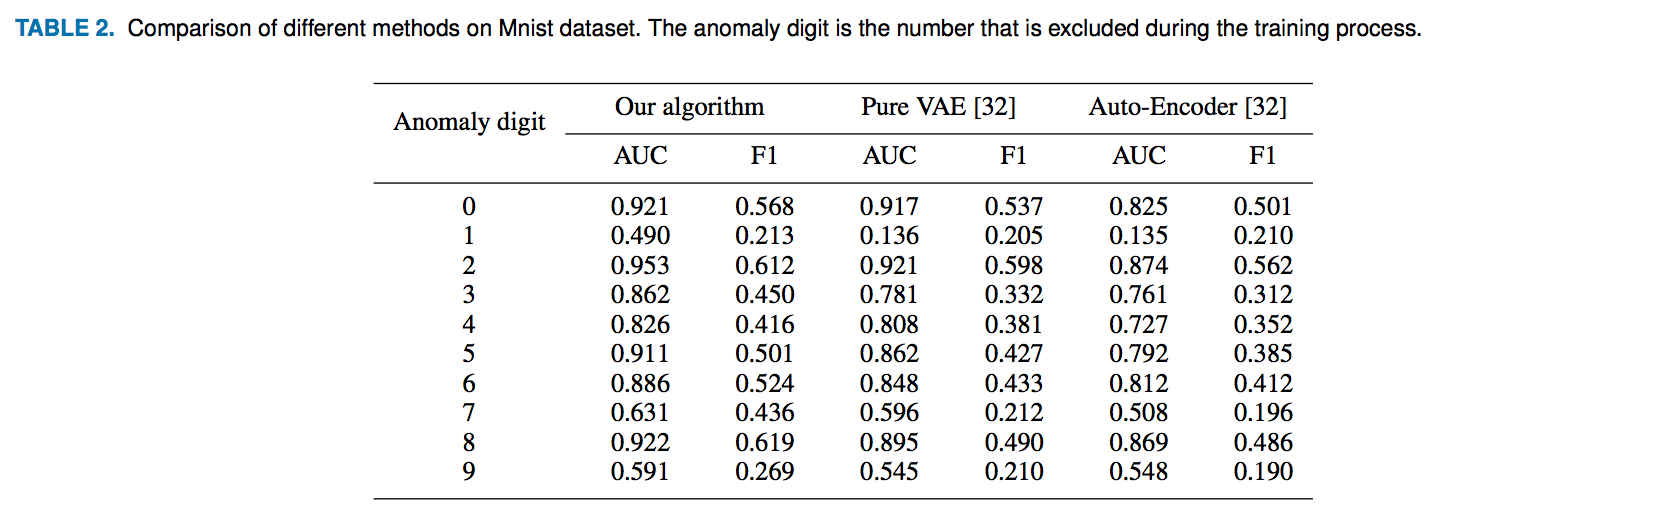 TABLE 2. Comparison of different methods on Mnist dataset. The anomaly digit is the number that is excluded during the training process.
Anomaly digit Our algorithm Pure VAE [32] Auto-Encoder [32]
AUC F1 AUC F1 AUC F1
0 0.921 0.568 0.917 0.537 0.825 0.501
1 0.490 0.213 0.136 0.205 0.135 0.210
2 0.953 0.612 0.921 0.598 0.874 0.562
3 0.862 0.450 0.781 0.332 0.761 0.312
4 0.826 0.416 0.808 0.381 0.727 0.352
5 0.911 0.501 0.862 0.427 0.792 0.385
6 0.886 0.524 0.848 0.433 0.812 0.412
7 0.631 0.436 0.596 0.212 0.508 0.196
8 0.922 0.619 0.895 0.490 0.869 0.486
9 0.591 0.269 0.545 0.210 0.548 0.190